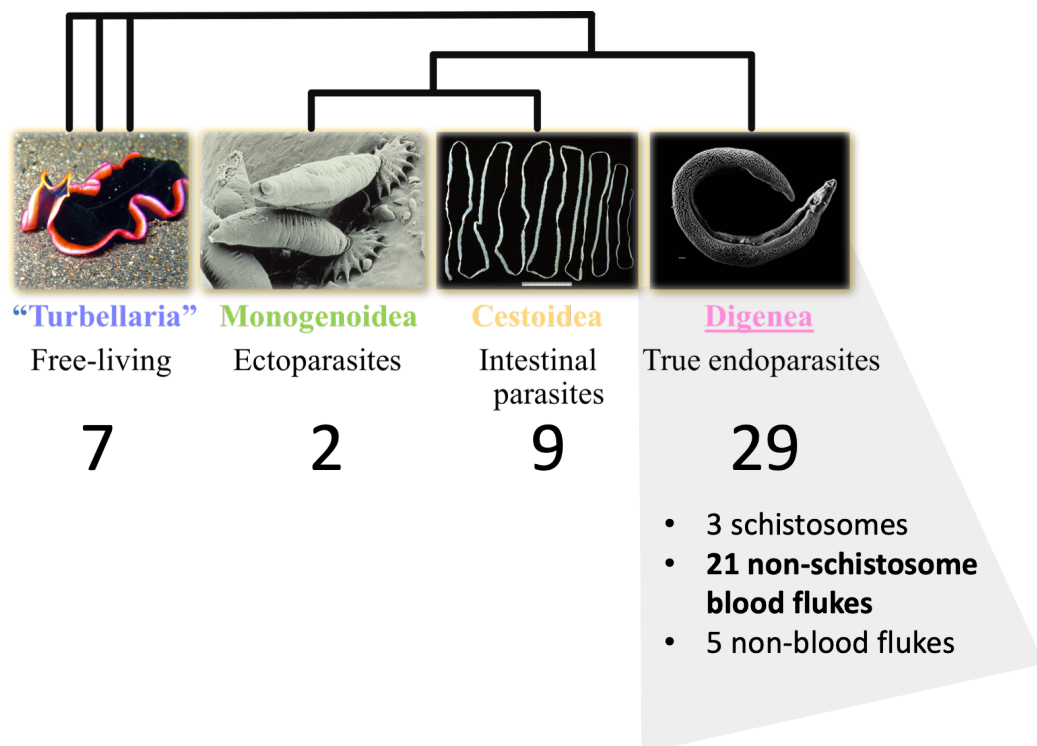 “Turbellaria”
Free-living
7
Monogenoidea
Ectoparasites
2
Cestoidea
Intestinal
parasites
9
Digenea
True endoparasites
29
• 3 schistosomes
• 21 non-schistosome
blood flukes
• 5 non-blood flukes